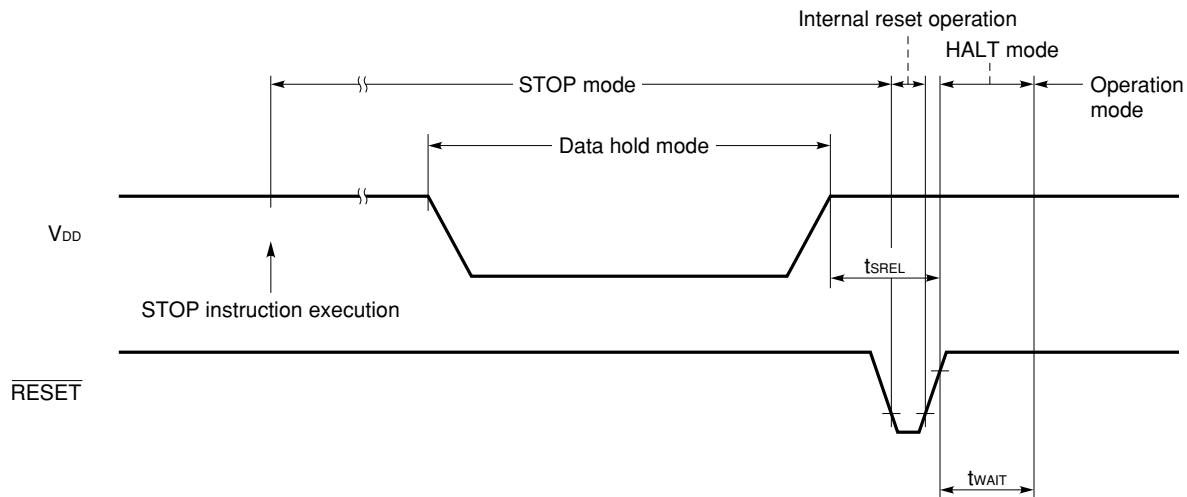 Internal reset operation
HALT mode
STOP mode
Operation
mode
Data hold mode
VDD
tSREL
STOP instruction execution
RESET
tWAIT